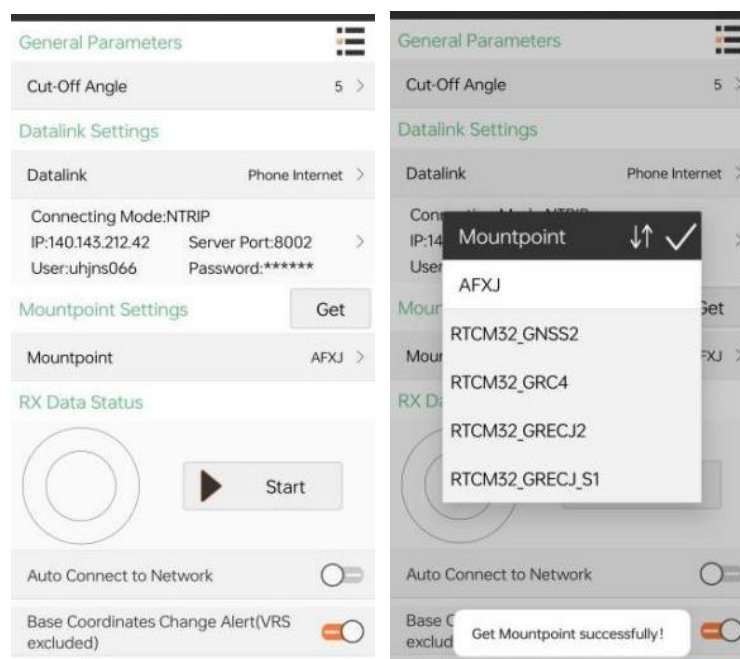 General Parameters
Cut-Off Angle 5
Datalink Settings
Datalink Phone Internet
Connecting Mode:NTRIP
IP:140.143.212.42 Server Port:8002
User:uhjns066 Password:******
Mountpoint Settings Get
Mountpoint AFXJ
RX Data Status
Start
Auto Connect to Network
Base Coordinates Change Alert(VRS
excluded)
General Parameters
Cut-Off Angle 5
Datalink Settings
Datalink Phone Internet
IP:14
User
Mountpoint
AFXJ
RTCM32_GNSS2
RTCM32_GRC4
RTCM32_GRECJ2
RTCM32_GRECJ_S1
Auto Connect to Network
Get Mountpoint successfully!